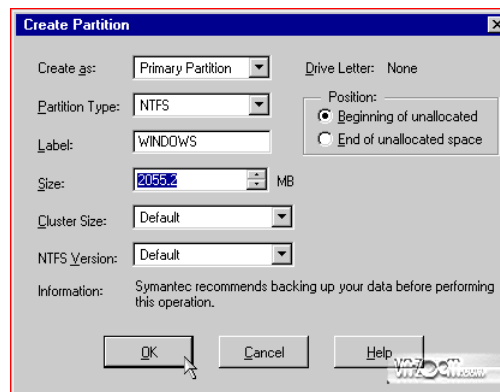 Create Partition
Create as: Primary Partition Drive Letter: None
Partition Type: NTFS Position:
Beginning of unallocated
Label: WINDOWS End of unallocated space
Size: 2055.2 MB
Cluster Size: Default
NTFS Version: Default
Information: Symantec recommends backing up your data before performing
this operation.
OK Cancel Help